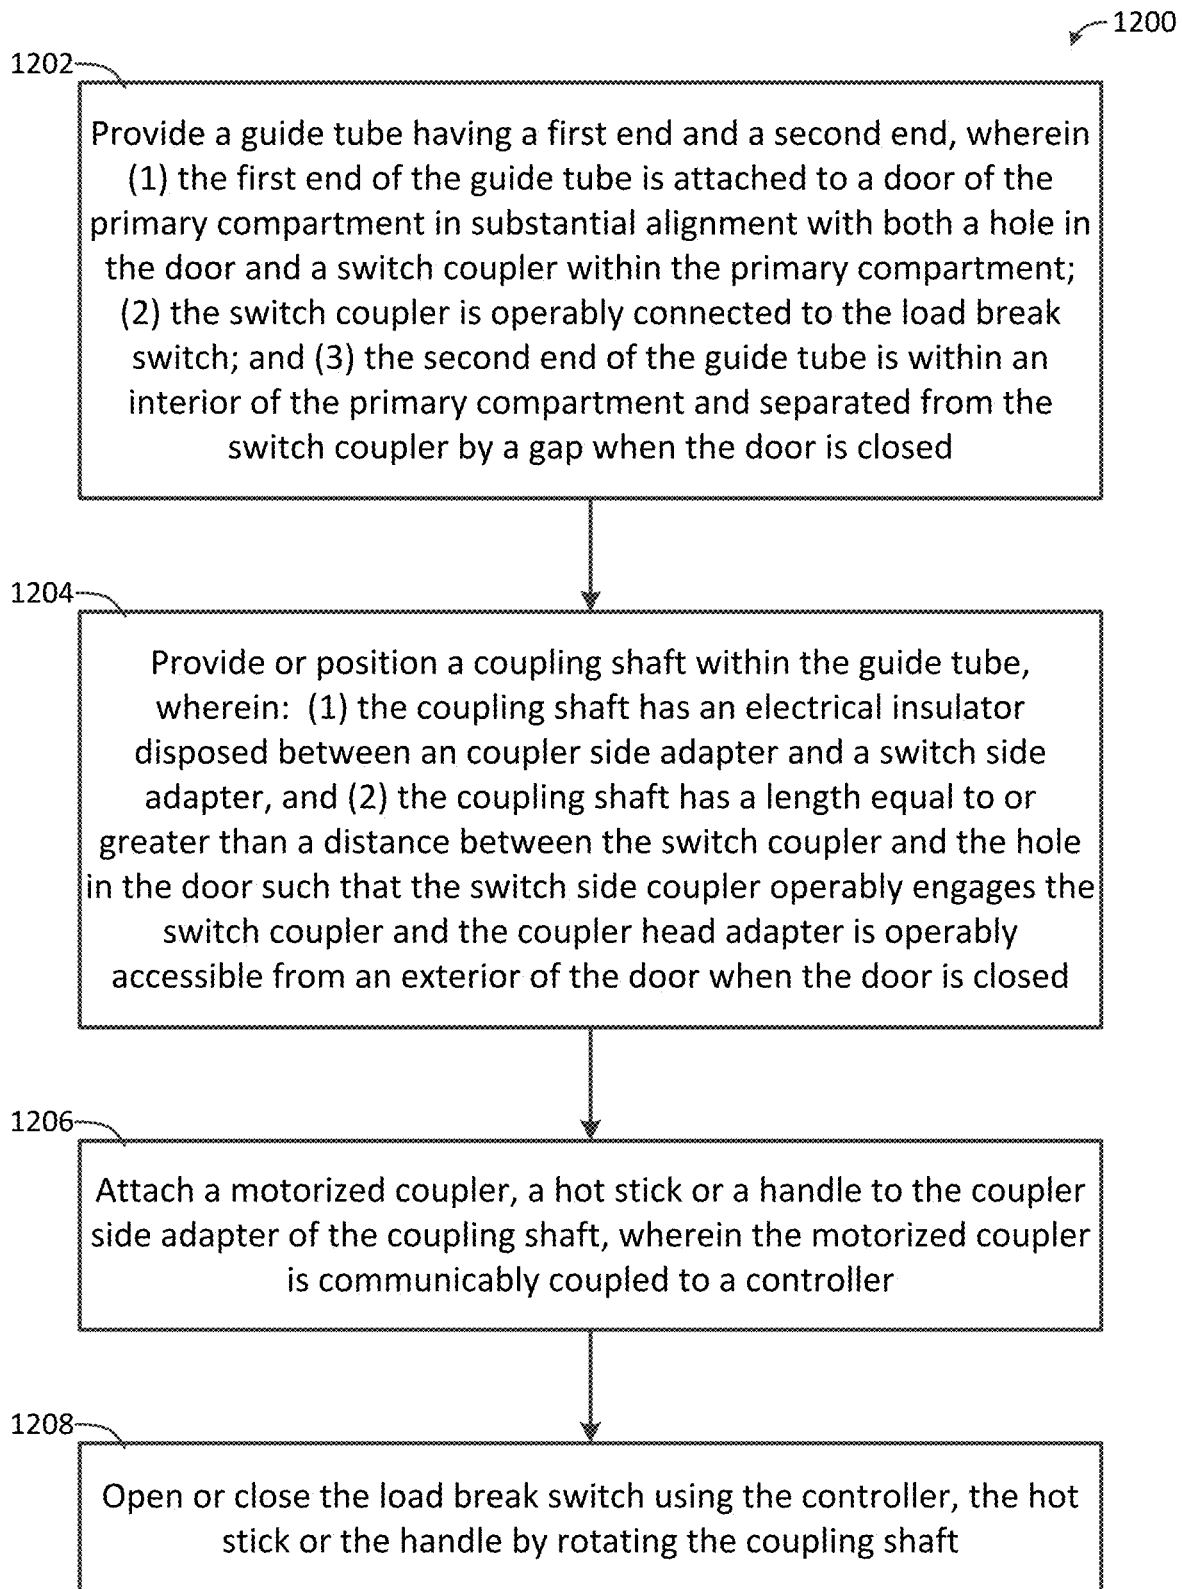 1200
1202
Provide a guide tube having a first end and a second end, wherein
(1) the first end of the guide tube is attached to a door of the
primary compartment in substantial alignment with both a hole in
the door and a switch coupler within the primary compartment;
(2) the switch coupler is operably connected to the load break
switch; and (3) the second end of the guide tube is within an
interior of the primary compartment and separated from the
switch coupler by a gap when the door is closed
1204
Provide or position a coupling shaft within the guide tube,
wherein: (1) the coupling shaft has an electrical insulator
disposed between an coupler side adapter and a switch side
adapter, and (2) the coupling shaft has a length equal to or
greater than a distance between the switch coupler and the hole
in the door such that the switch side coupler operably engages the
switch coupler and the coupler head adapter is operably
accessible from an exterior of the door when the door is closed
1206
Attach a motorized coupler, a hot stick or a handle to the coupler
side adapter of the coupling shaft, wherein the motorized coupler
is communicably coupled to a controller
1208
Open or close the load break switch using the controller, the hot
stick or the handle by rotating the coupling shaft